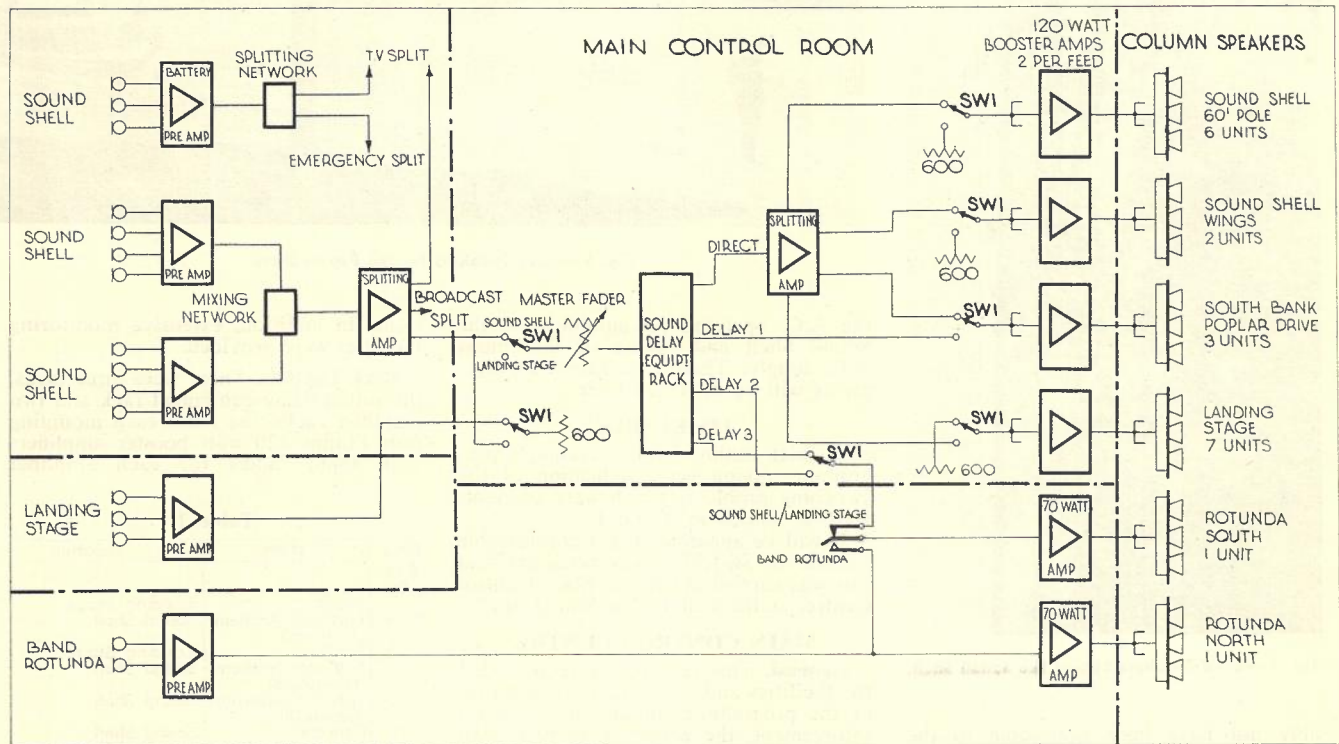 MAIN CONTROL ROOM
120 WATT
BOOSTER AMPS
2 PER FEED
COLUMN SPEAKERS
SOUND
SHELL
BATTERY
PRE AMP
SPLITTING
NETWORK
T.V SPLIT
EMERGENCY SPLIT
SOUND
SHELL
PRE AMP
MIXING
NETWORK
SOUND
SHELL
PRE AMP
SPLITTING
AMP
BROADCAST
SPLIT
SOUND SHELL
SW1
LANDING STAGE
MASTER FADER
SW1
600
LANDING
STAGE
PRE AMP
BAND
ROTUNDA
PRE AMP
SOUND
DELAY
EQUIPT
RACK
DIRECT
DELAY 1
DELAY 2
DELAY 3
SPLITTING
AMP
SW1
600
SW1
600
SW1
SW1
600
SW1
SOUND SHELL/LANDING STAGE
BAND ROTUNDA
70 WATT
AMP
70 WATT
AMP
SOUND SHELL
60' POLE
6 UNITS
SOUND SHELL
WINGS
2 UNITS
SOUTH BANK
POPLAR DRIVE
3 UNITS
LANDING
STAGE
7 UNITS
ROTUNDA
SOUTH
1 UNIT
ROTUNDA
NORTH
1 UNIT